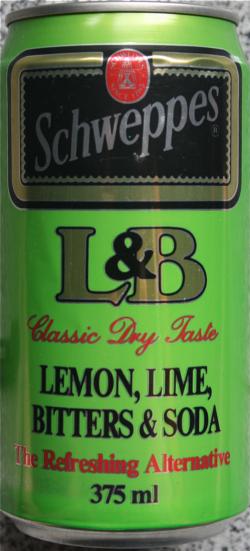 Schweppes®
L&B
Classic Dry Taste
LEMON, LIME,
BITTERS & SODA
The Refreshing Alternative
375 ml